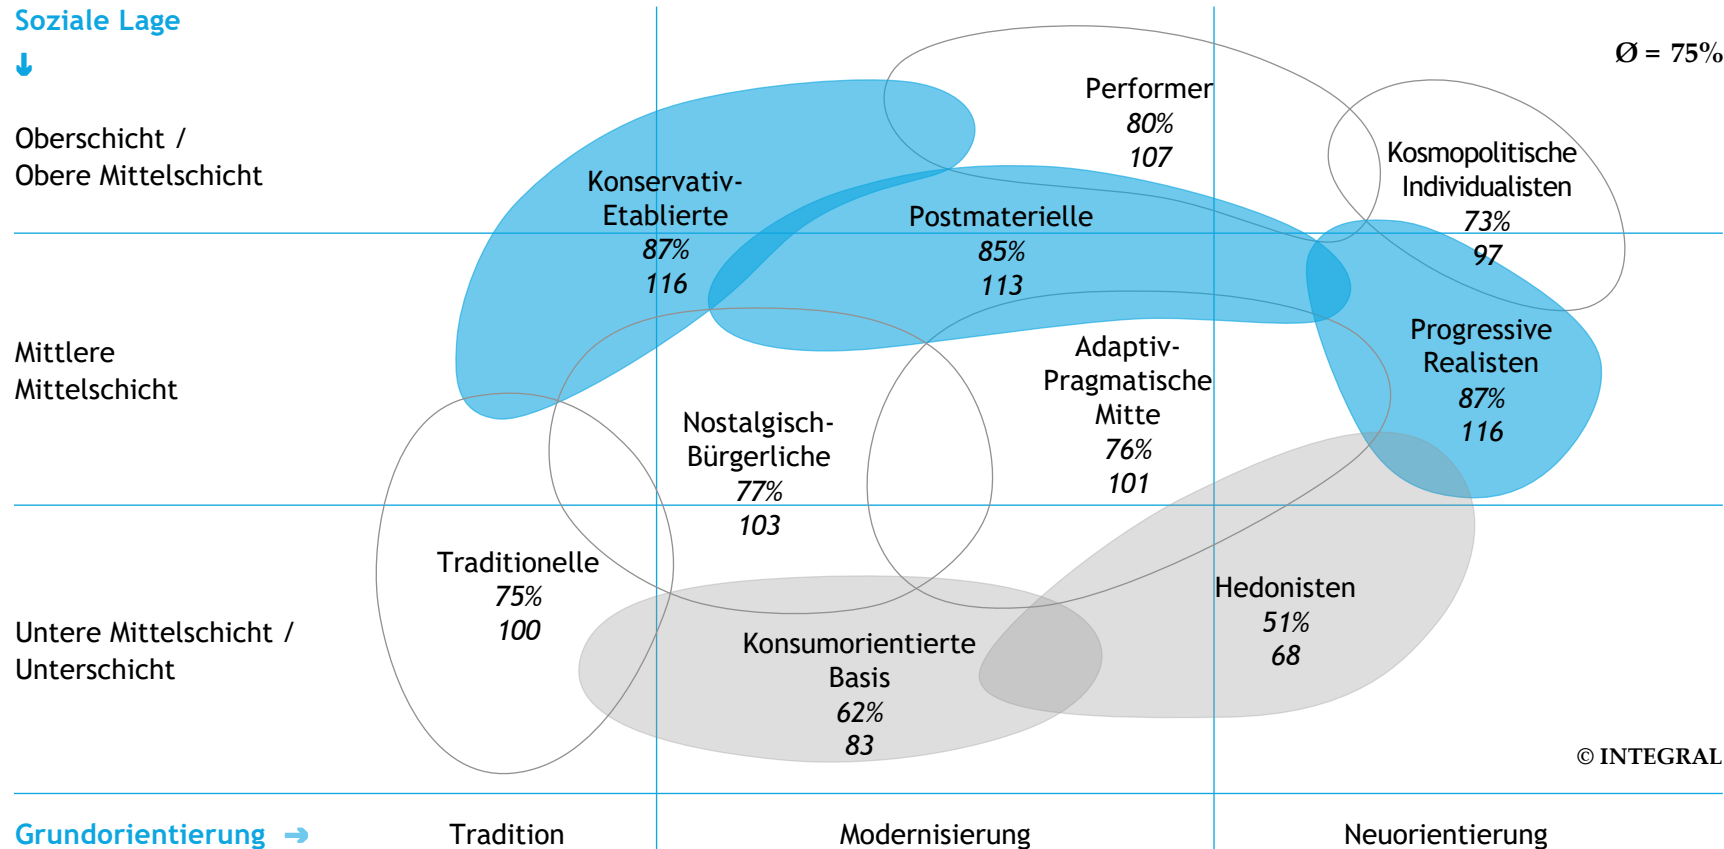 Soziale Lage
↓
Ø = 75%
Oberschicht /
Obere Mittelschicht
Performer
80%
107
Kosmopolitische
Individualisten
73%
97
Konservativ-
Etablierte
87%
116
Postmaterielle
85%
113
Mittlere
Mittelschicht
Progressive
Realisten
87%
116
Adaptiv-
Pragmatische
Mitte
76%
101
Nostalgisch-
Bürgerliche
77%
103
Untere Mittelschicht /
Unterschicht
Traditionelle
75%
100
Konsumorientierte
Basis
62%
83
Hedonisten
51%
68
© INTEGRAL
Grundorientierung → Tradition Modernisierung Neuorientierung